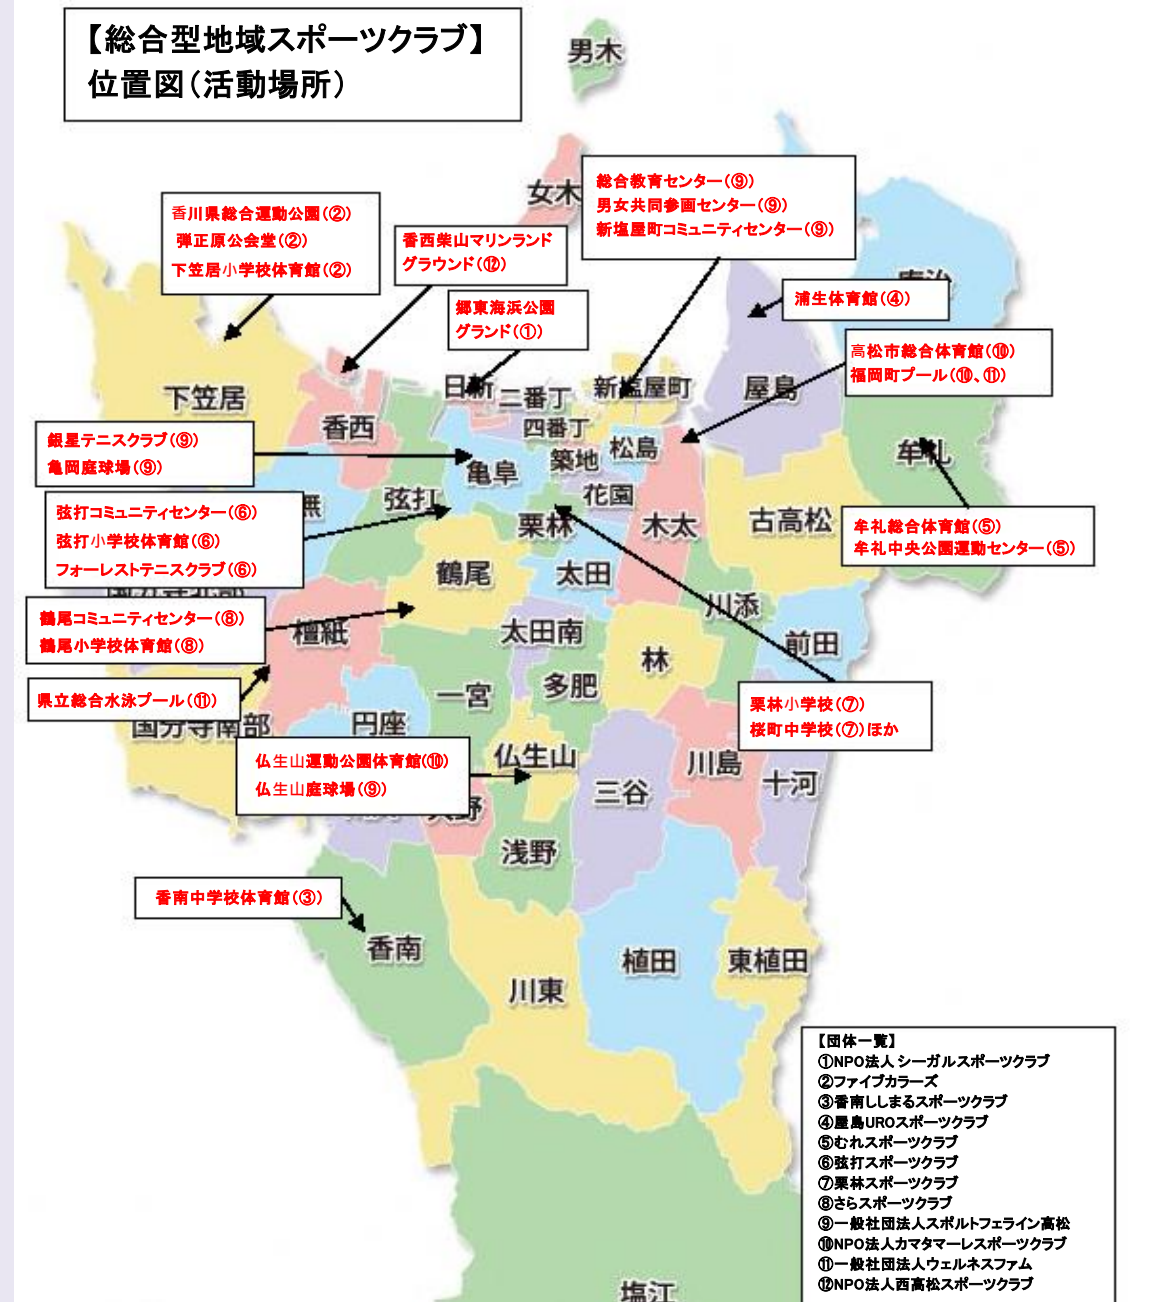 【総合型地域スポーツクラブ】
位置図（活動場所）
男木
女木
総合教育センター（⑨）
男女共同参画センター（⑨）
新塩屋町コミュニティセンター（⑨）
香川県総合運動公園（②）
弾正原公会堂（②）
下笠居小学校体育館（②）
香西柴山マリンランド
グラウンド（⑫）
郷東海浜公園
グランド（①）
浦生体育館（④）
高松市総合体育館（⑩）
福岡町プール（⑩、⑪）
下笠居
香西
日新
二番丁
新塩屋町
屋島
四番丁
松島
築地
亀阜
花園
牟礼
銀星テニスクラブ（⑨）
亀岡庭球場（⑨）
弦打
栗林
木太
古高松
弦打コミュニティセンター（⑥）
弦打小学校体育館（⑥）
フォーレストテニスクラブ（⑥）
牟礼総合体育館（⑤）
牟礼中央公園運動センター（⑤）
鶴尾
太田
川添
鶴尾コミュニティセンター（⑧）
鶴尾小学校体育館（⑧）
檀紙
太田南
林
前田
多肥
一宮
県立総合水泳プール（⑪）
国分寺南部
円座
栗林小学校（⑦）
桜町中学校（⑦）ほか
仏生山運動公園体育館（⑩）
仏生山庭球場（⑨）
仏生山
三谷
川島
十河
浅野
香南中学校体育館（③）
香南
川東
植田
東植田
塩江
【団体一覧】
①NPO法人シーガルスポーツクラブ
②ファイブカラーズ
③香南ししまるスポーツクラブ
④屋島UROスポーツクラブ
⑤むれスポーツクラブ
⑥弦打スポーツクラブ
⑦栗林スポーツクラブ
⑧さらスポーツクラブ
⑨一般社団法人スポルトフェライン高松
⑩NPO法人カマタマーレスポーツクラブ
⑪一般社団法人ウェルネスファム
⑫NPO法人西高松スポーツクラブ